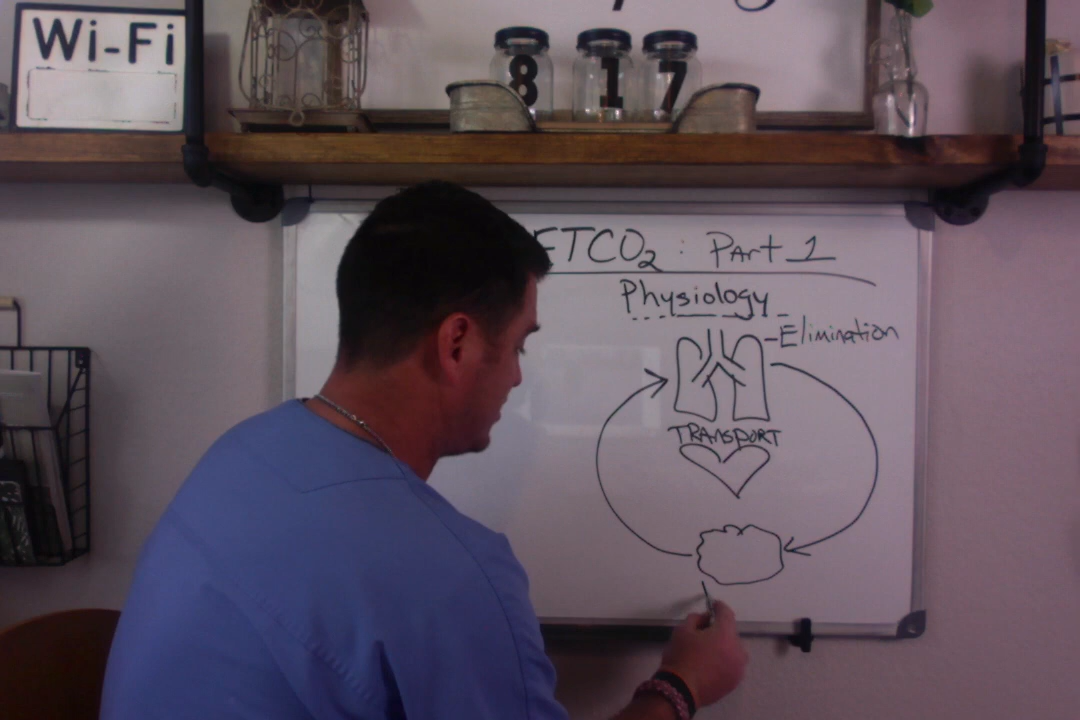 Wi-Fi
8 1 7
ETCO₂ : Part 1
Physiology
-Elimination
TRANSPORT